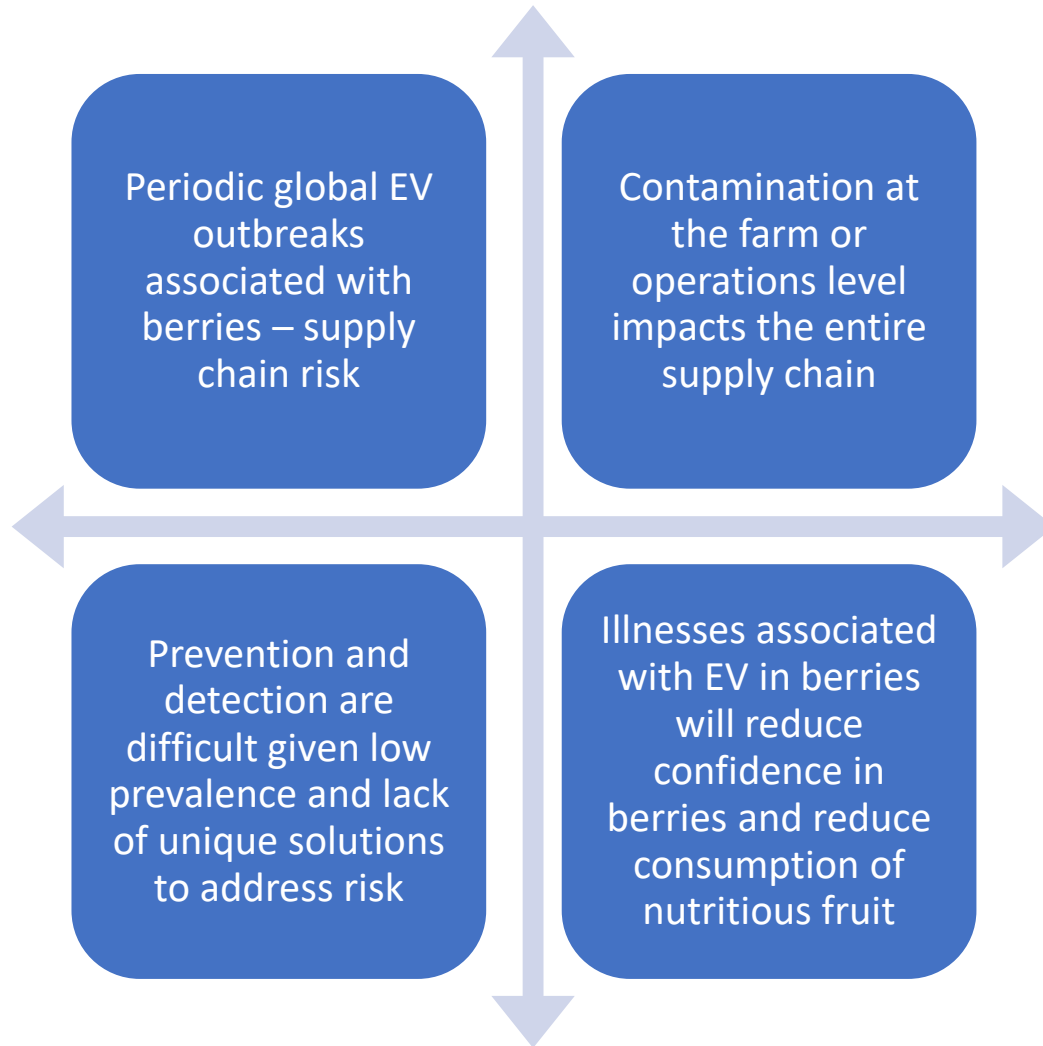 Periodic global EV
outbreaks
associated with
berries – supply
chain risk
Contamination at
the farm or
operations level
impacts the entire
supply chain
Prevention and
detection are
difficult given low
prevalence and lack
of unique solutions
to address risk
Illnesses associated
with EV in berries
will reduce
confidence in
berries and reduce
consumption of
nutritious fruit